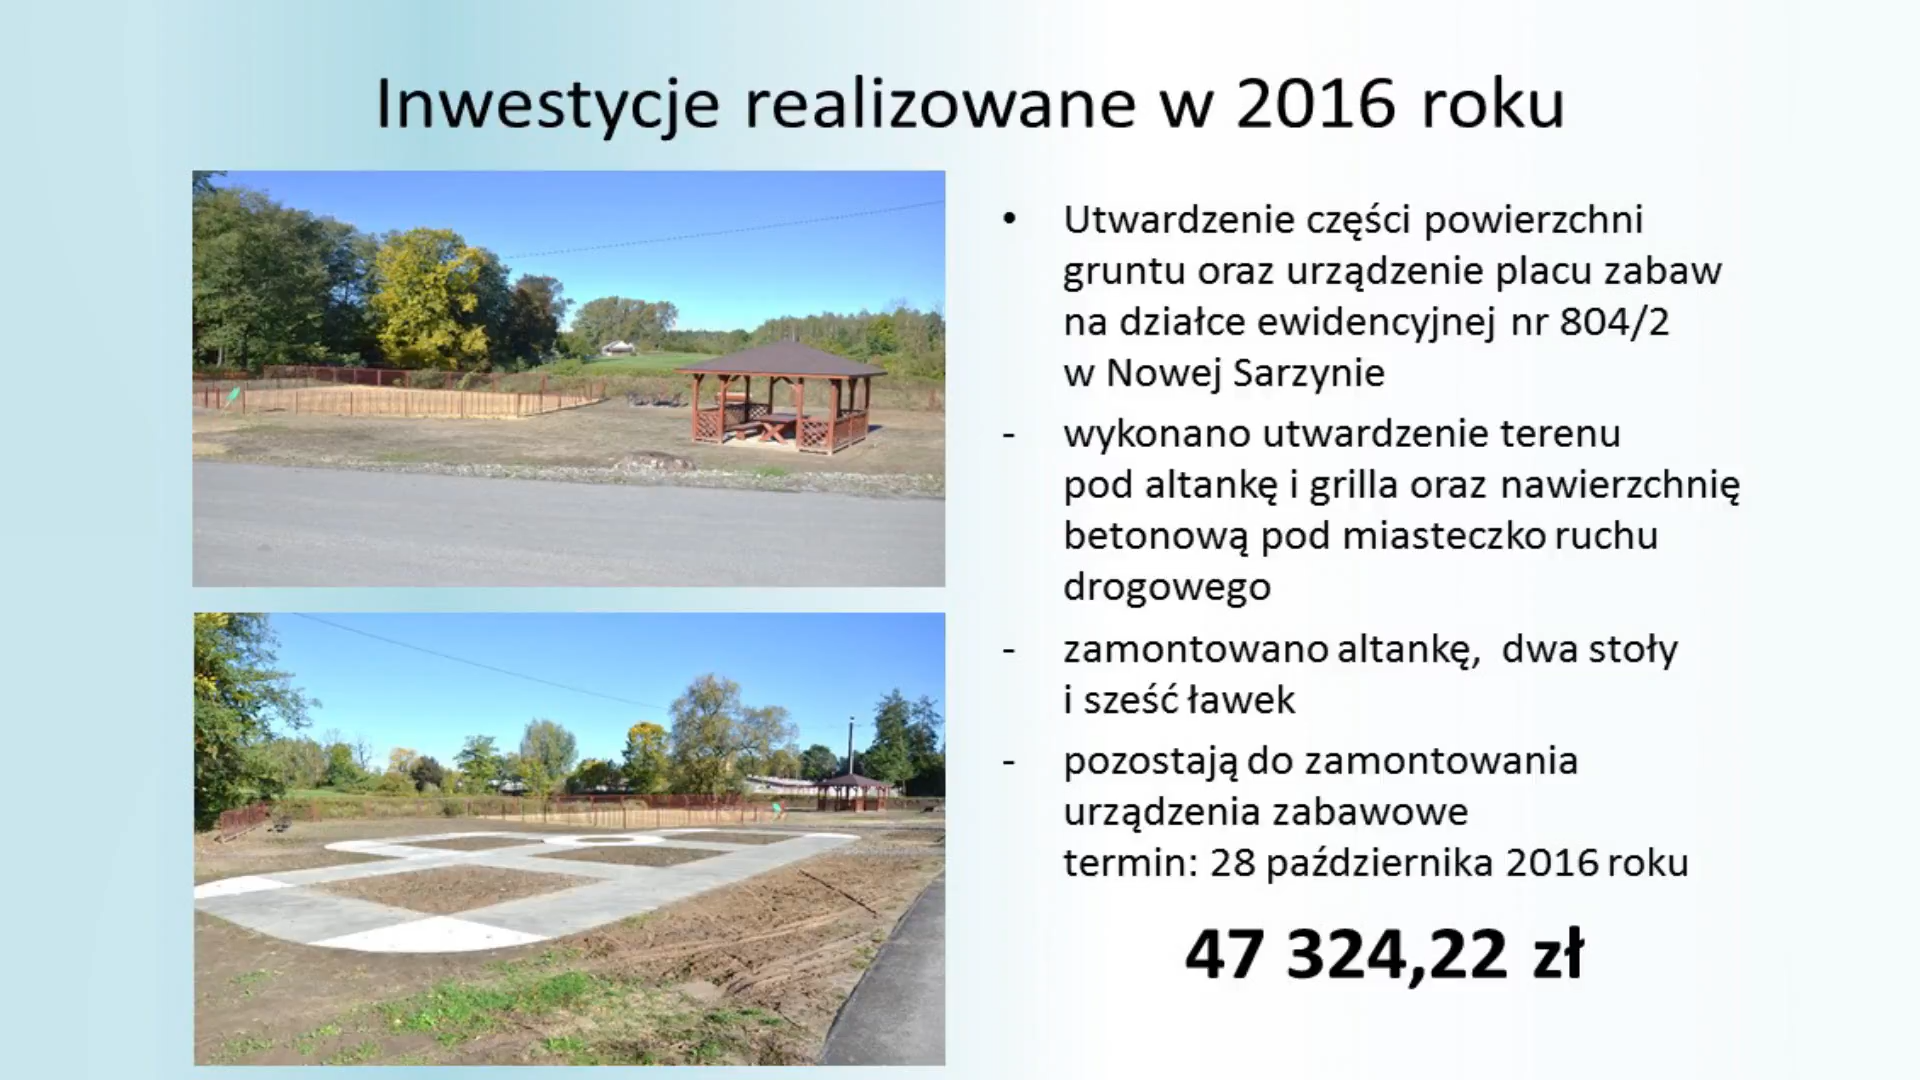 Inwestycje realizowane w 2016 roku
• Utwardzenie części powierzchni
gruntu oraz urządzenie placu zabaw
na działce ewidencyjnej nr 804/2
w Nowej Sarzynie
- wykonano utwardzenie terenu
pod altankę i grilla oraz nawierzchnię
betonową pod miasteczko ruchu
drogowego
- zamontowano altankę, dwa stoły
i sześć ławek
- pozostają do zamontowania
urządzenia zabawowe
termin: 28 października 2016 roku
47 324,22 zł